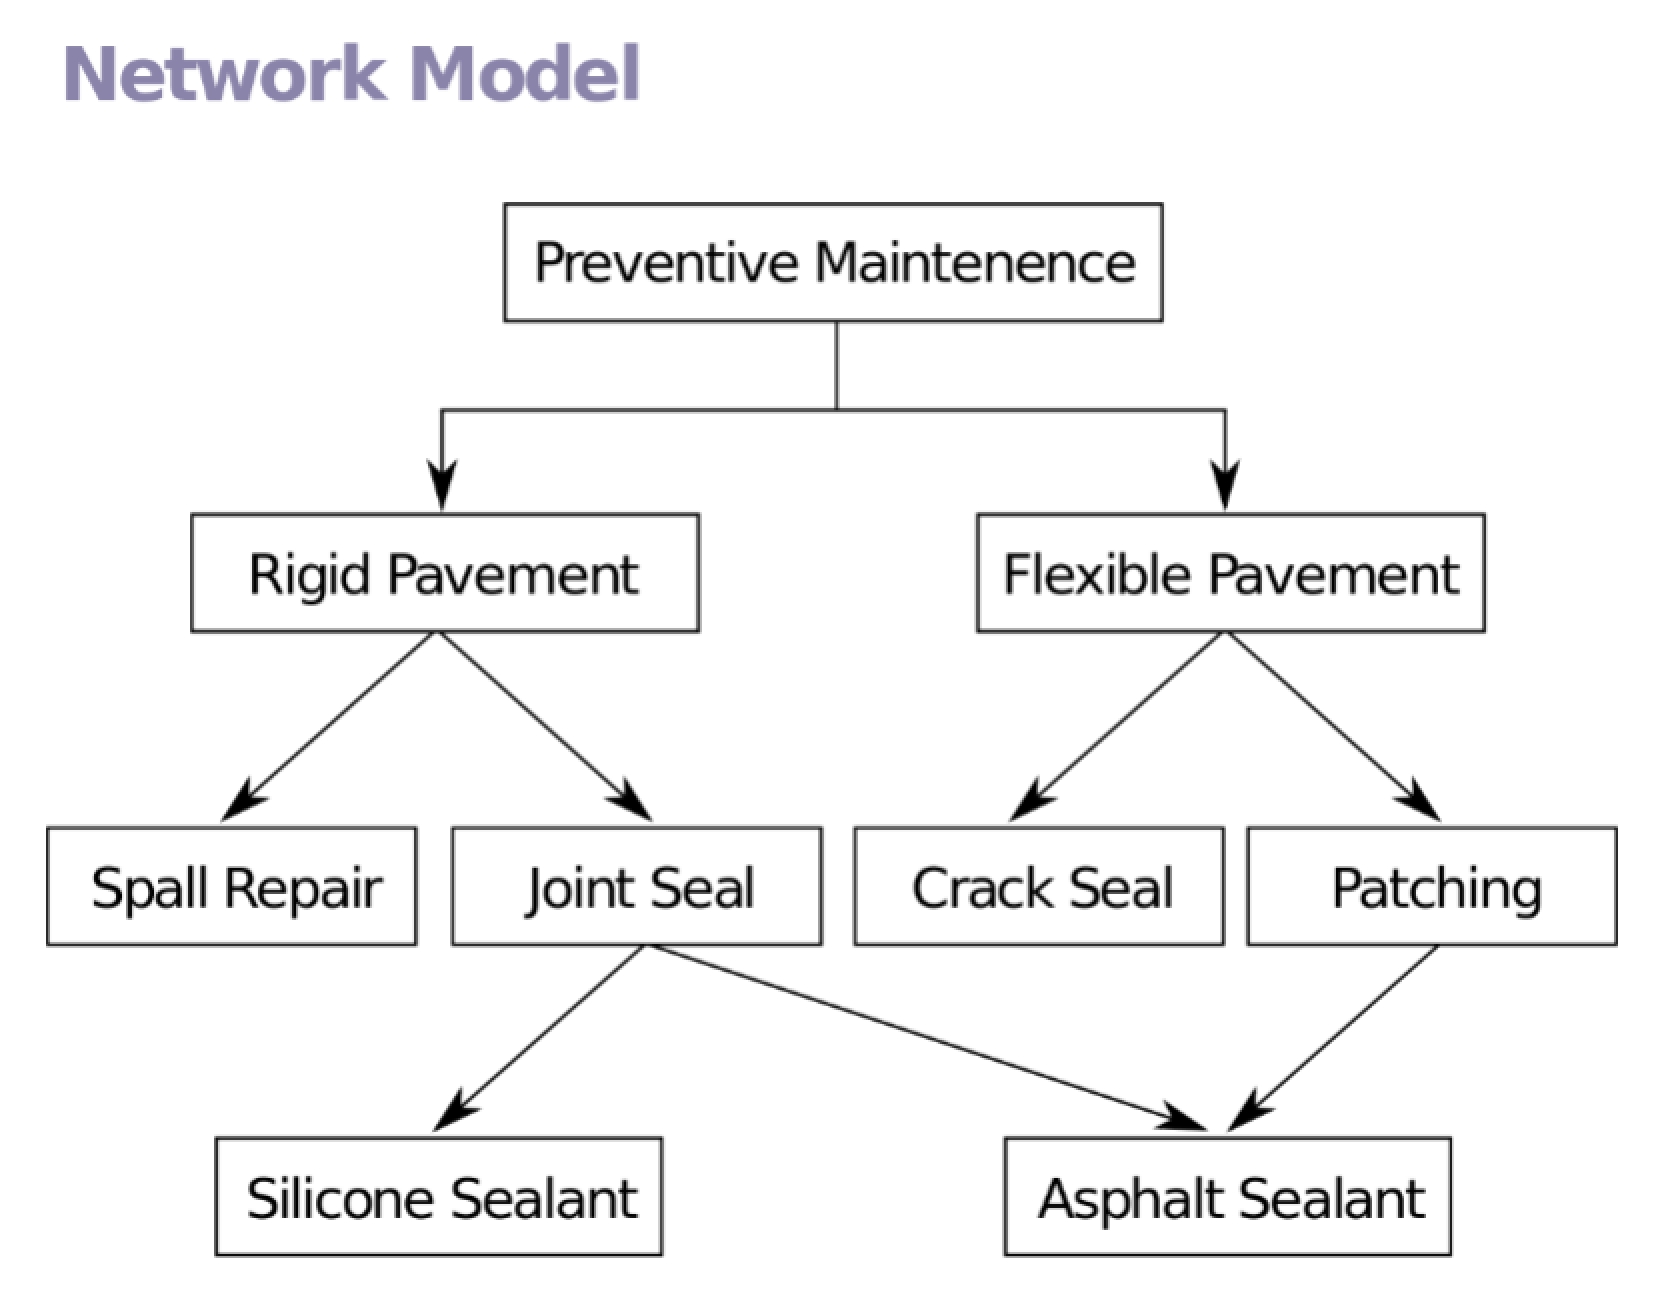 Network Model
Preventive Maintenence
Rigid Pavement
Flexible Pavement
Spall Repair
Joint Seal
Crack Seal
Patching
Silicone Sealant
Asphalt Sealant